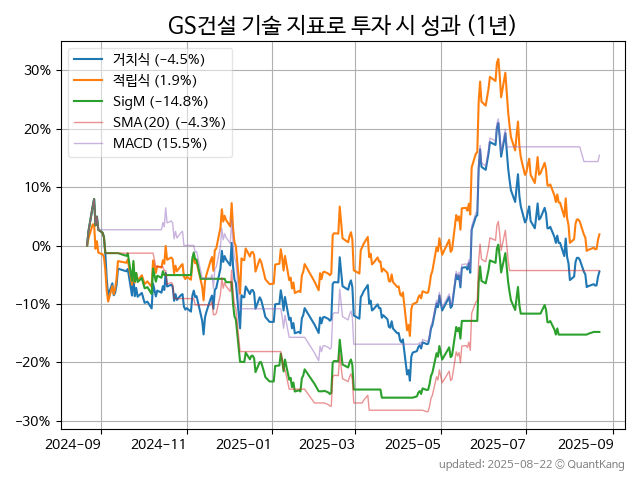 GS건설 기술 지표로 투자 시 성과 (1년)
거치식 (−4.5%)
적립식 (1.9%)
SigM (−14.8%)
SMA(20) (−4.3%)
MACD (15.5%)
30%
20%
10%
0%
−10%
−20%
−30%
2024-09
2024-11
2025-01
2025-03
2025-05
2025-07
2025-09
updated: 2025-08-22 © QuantKang